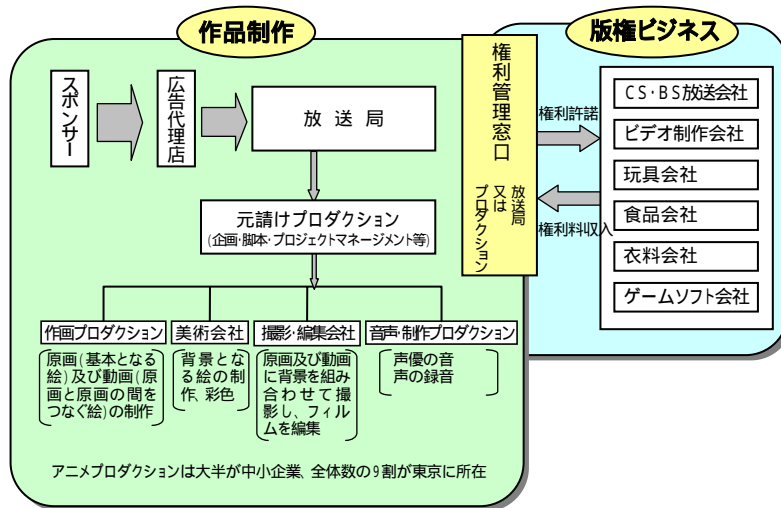 作品制作
版権ビジネス
スポンサー
広告代理店
放送局
元請けプロダクション
(企画・脚本・プロジェクトマネージメント等)
作画プロダクション
原画(基本となる
絵)及び動画(原
画と原画の間を
つなぐ絵)の制作
美術会社
背景とな
る絵の制
作、彩色
撮影・編集会社
原画及び動画
に背景を組み
合わせて撮
影し、フィル
ムを編集
音声・制作プロダクション
声優の音
声の録音
アニメプロダクションは大半が中小企業、全体数の9割が東京に所在
権利管理窓口
放送局
又は
プロダクション
権利許諾
権利料収入
CS・BS放送会社
ビデオ制作会社
玩具会社
食品会社
衣料会社
ゲームソフト会社